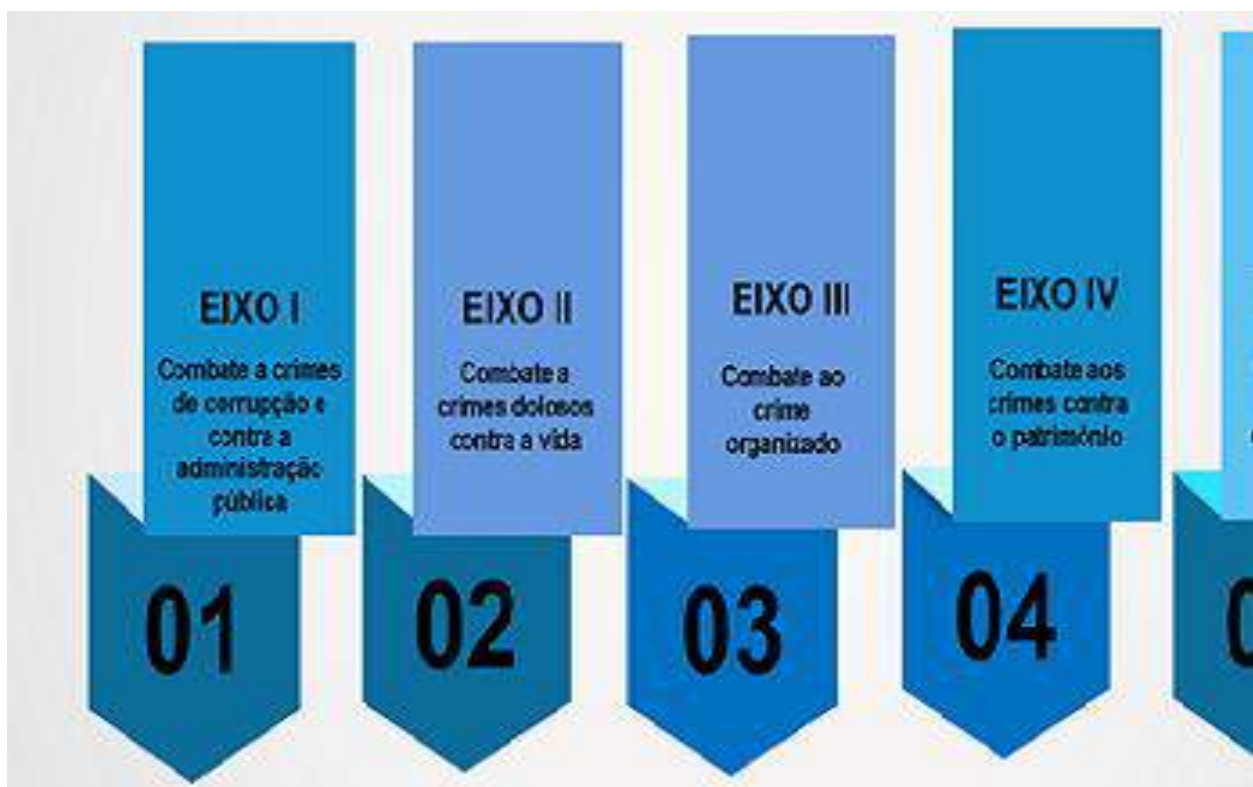 EIXO I
Combate a crimes
de corrupção e
contra a
administração
pública
01
EIXO II
Combate a
crimes dolosos
contra a vida
02
EIXO III
Combate ao
crime
organizado
03
EIXO IV
Combate aos
crimes contra
o patrimônio
04